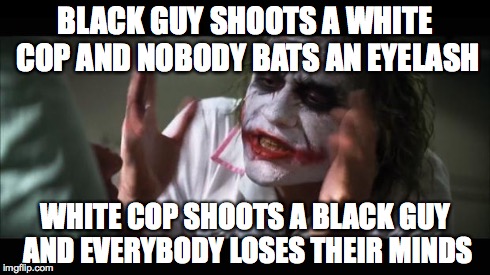 BLACK GUY SHOOTS A WHITE
COP AND NOBODY BATS AN EYELASH
WHITE COP SHOOTS A BLACK GUY
AND EVERYBODY LOSES THEIR MINDS
imgflip.com